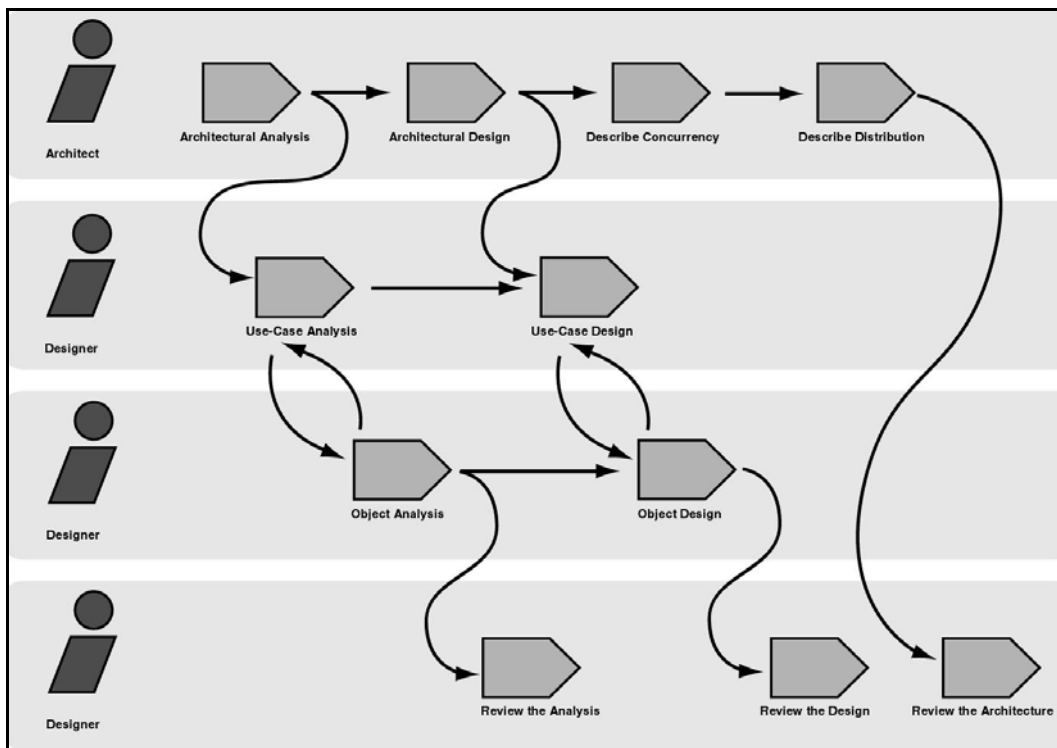 Architectural Analysis
Architectural Design
Describe Concurrency
Describe Distribution
Architect
Use-Case Analysis
Use-Case Design
Designer
Object Analysis
Object Design
Designer
Review the Analysis
Review the Design
Review the Architecture
Designer